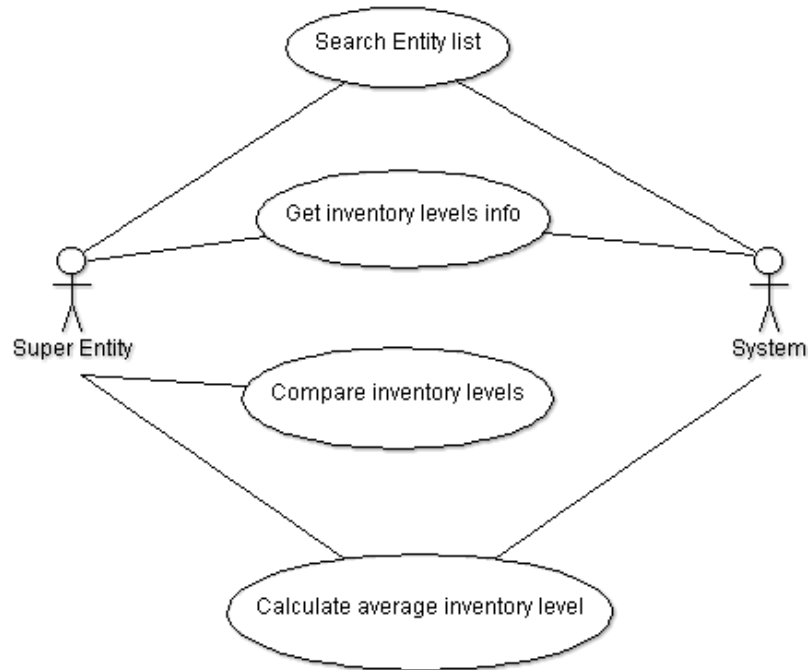 Search Entity list
Get inventory levels info
Super Entity
System
Compare inventory levels
Calculate average inventory level